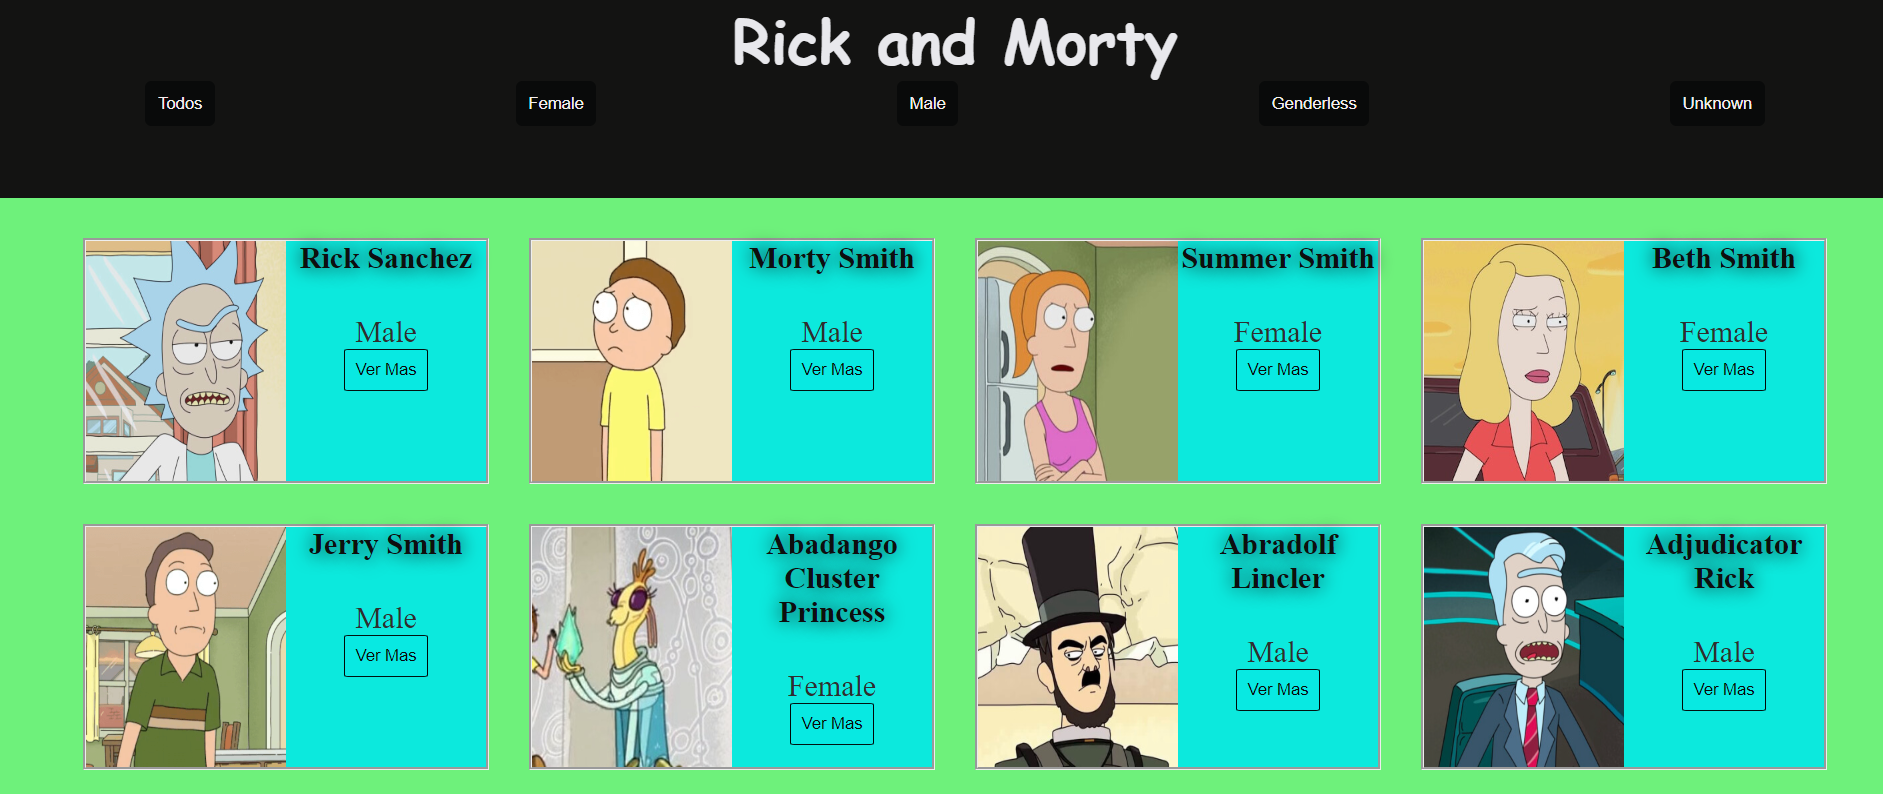 Rick and Morty
Todos
Female
Male
Genderless
Unknown
Rick Sanchez
Male
Ver Mas
Morty Smith
Male
Ver Mas
Summer Smith
Female
Ver Mas
Beth Smith
Female
Ver Mas
Jerry Smith
Male
Ver Mas
Abadango
Cluster
Princess
Female
Ver Mas
Abradolf
Lincler
Male
Ver Mas
Adjudicator
Rick
Male
Ver Mas